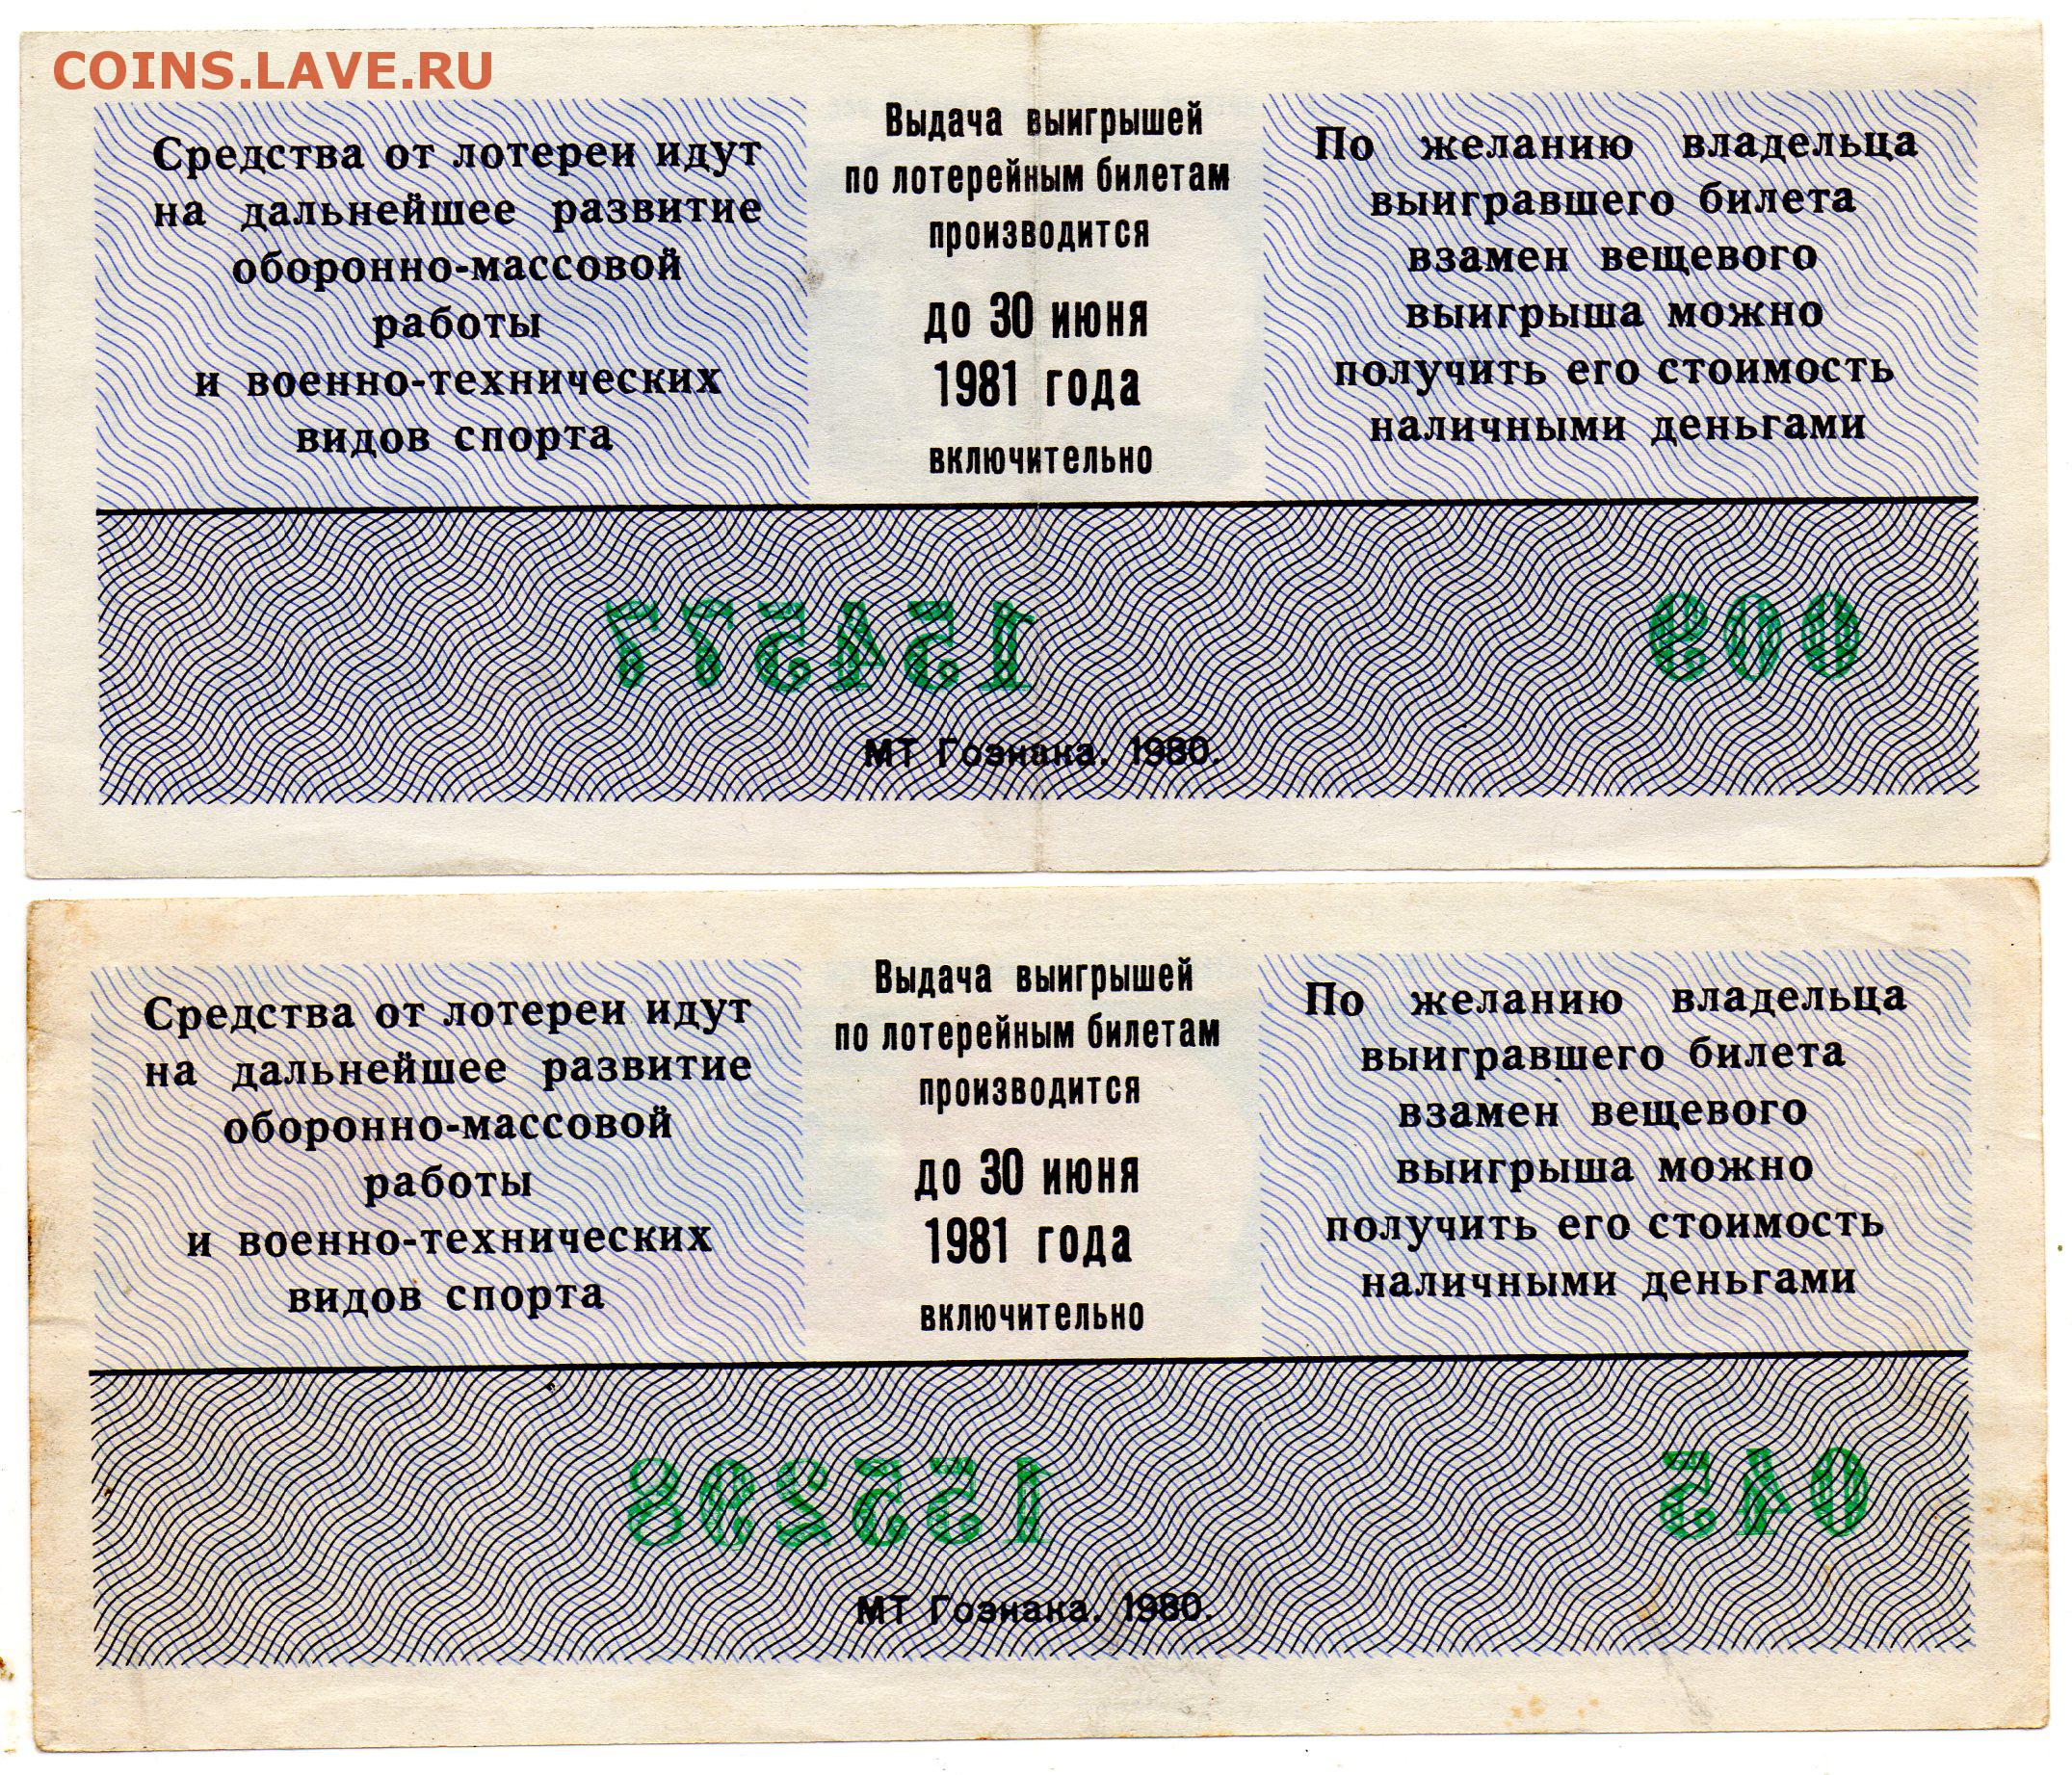 COINS.LAVE.RU
Средства от лотереи идут
на дальнейшее развитие
оборонно-массовой
работы
и военно-технических
видов спорта
Выдача выигрышей
по лотерейным билетам
производится
до 30 июня
1981 года
включительно
По желанию владельца
выигравшего билета
взамен вещевого
выигрыша можно
получить его стоимость
наличными деньгами
154577
009
МТ Гознака. 1980.
Средства от лотереи идут
на дальнейшее развитие
оборонно-массовой
работы
и военно-технических
видов спорта
Выдача выигрышей
по лотерейным билетам
производится
до 30 июня
1981 года
включительно
По желанию владельца
выигравшего билета
взамен вещевого
выигрыша можно
получить его стоимость
наличными деньгами
155208
045
МТ Гознака. 1980.